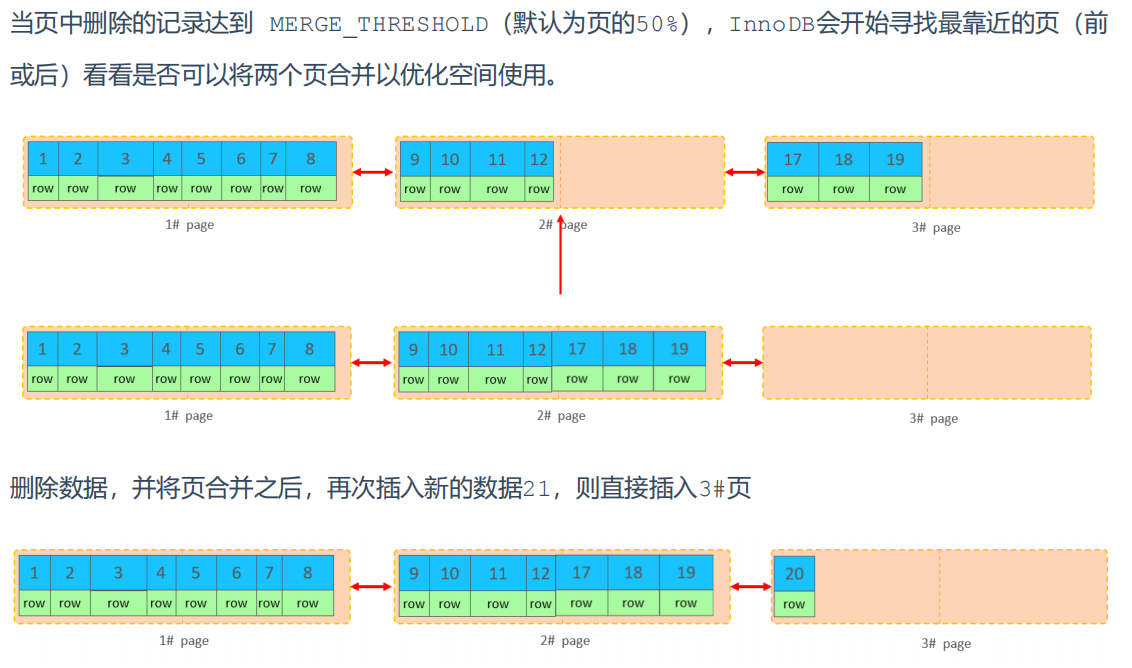 当页中删除的记录达到 MERGE_THRESHOLD（默认为页的50%），InnoDB会开始寻找最靠近的页（前
或后）看看是否可以将两个页合并以优化空间使用。
1 2 3 4 5 6 7 8 9 10 11 12 17 18 19
row row row row row row row row row row row row row row row
1# page 2# page 3# page
1 2 3 4 5 6 7 8 9 10 11 12 17 18 19
row row row row row row row row row row row row row row row
1# page 2# page 3# page
删除数据，并将页合并之后，再次插入新的数据21，则直接插入3#页
1 2 3 4 5 6 7 8 9 10 11 12 17 18 19 20
row row row row row row row row row row row row row row row row
1# page 2# page 3# page